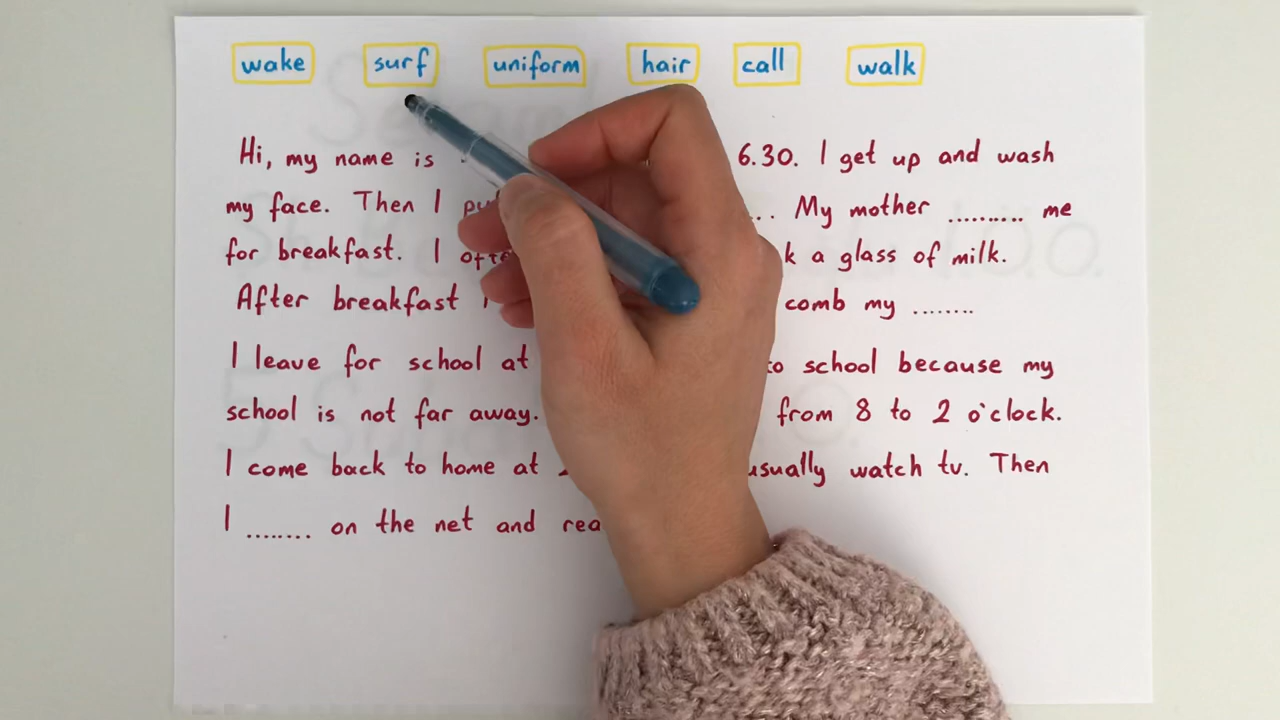 wake surf uniform hair call walk
Hi, my name is 6.30. I get up and wash
my face. Then I .. My mother ......... me
for breakfast. I a glass of milk.
After breakfast comb my ........
I leave for school at to school because my
school is not far away. from 8 to 2 o'clock.
I come back to home at usually watch tv. Then
I ........ on the net and